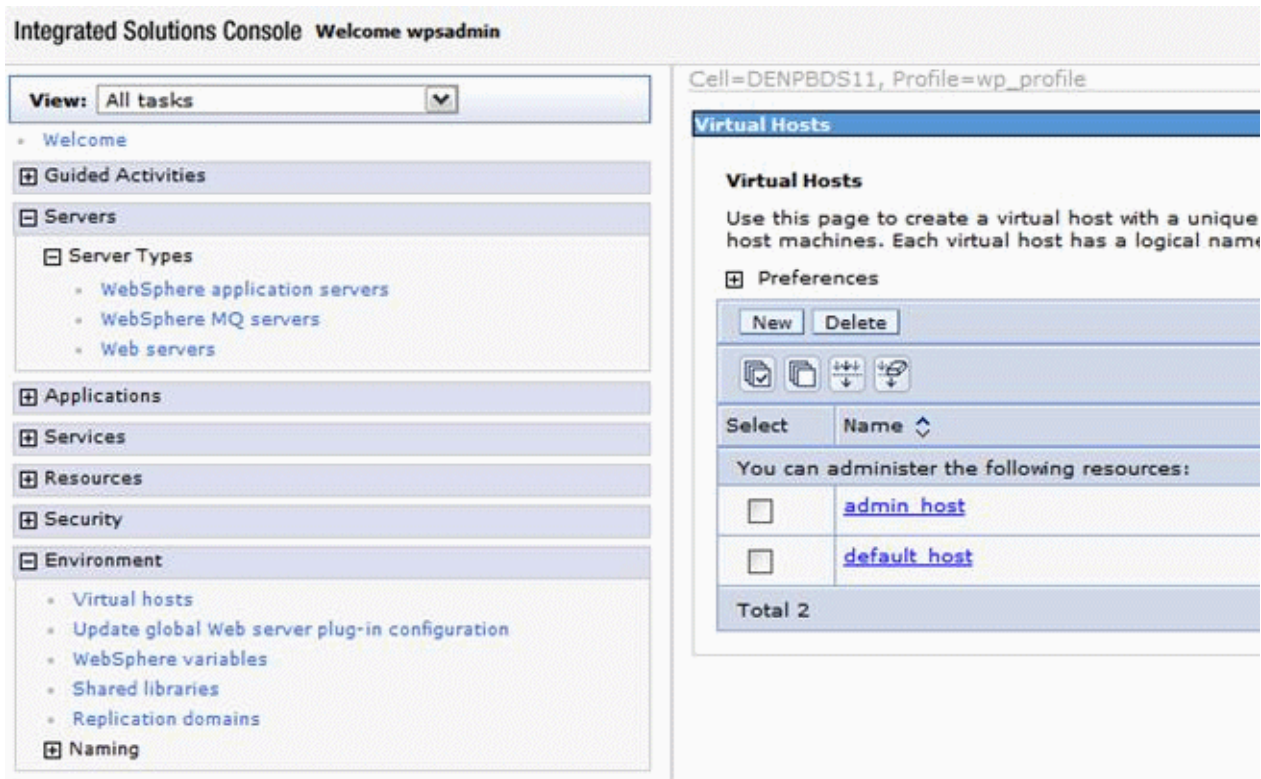 Integrated Solutions Console Welcome wpsadmin
View: All tasks
Welcome
Guided Activities
Servers
Server Types
WebSphere application servers
WebSphere MQ servers
Web servers
Applications
Services
Resources
Security
Environment
Virtual hosts
Update global Web server plug-in configuration
WebSphere variables
Shared libraries
Replication domains
Naming
Cell=DENPBDS11, Profile=wp_profile
Virtual Hosts
Virtual Hosts
Use this page to create a virtual host with a unique
host machines. Each virtual host has a logical name
Preferences
New Delete
Select Name
You can administer the following resources:
admin_host
default_host
Total 2